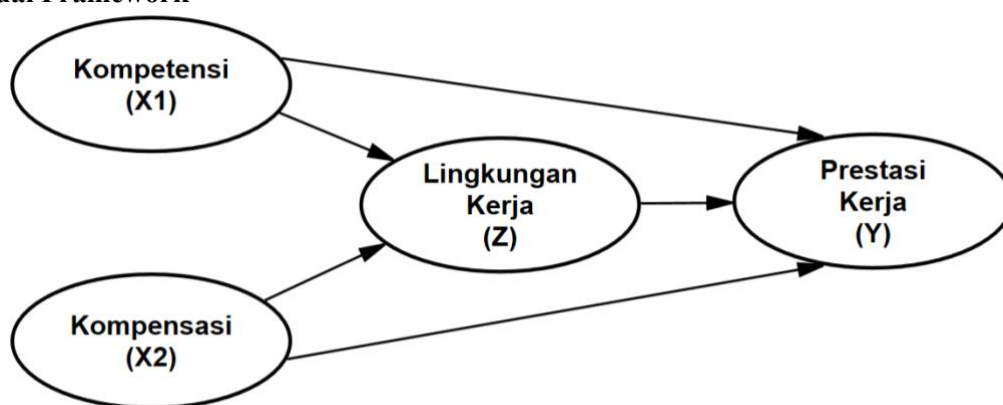 Kompetensi
(X1)
Lingkungan
Kerja
(Z)
Prestasi
Kerja
(Y)
Kompensasi
(X2)